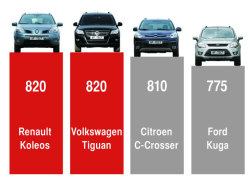 820
820
810
775
Renault
Koleos
Volkswagen
Tiguan
Citroen
C-Crosser
Ford
Kuga